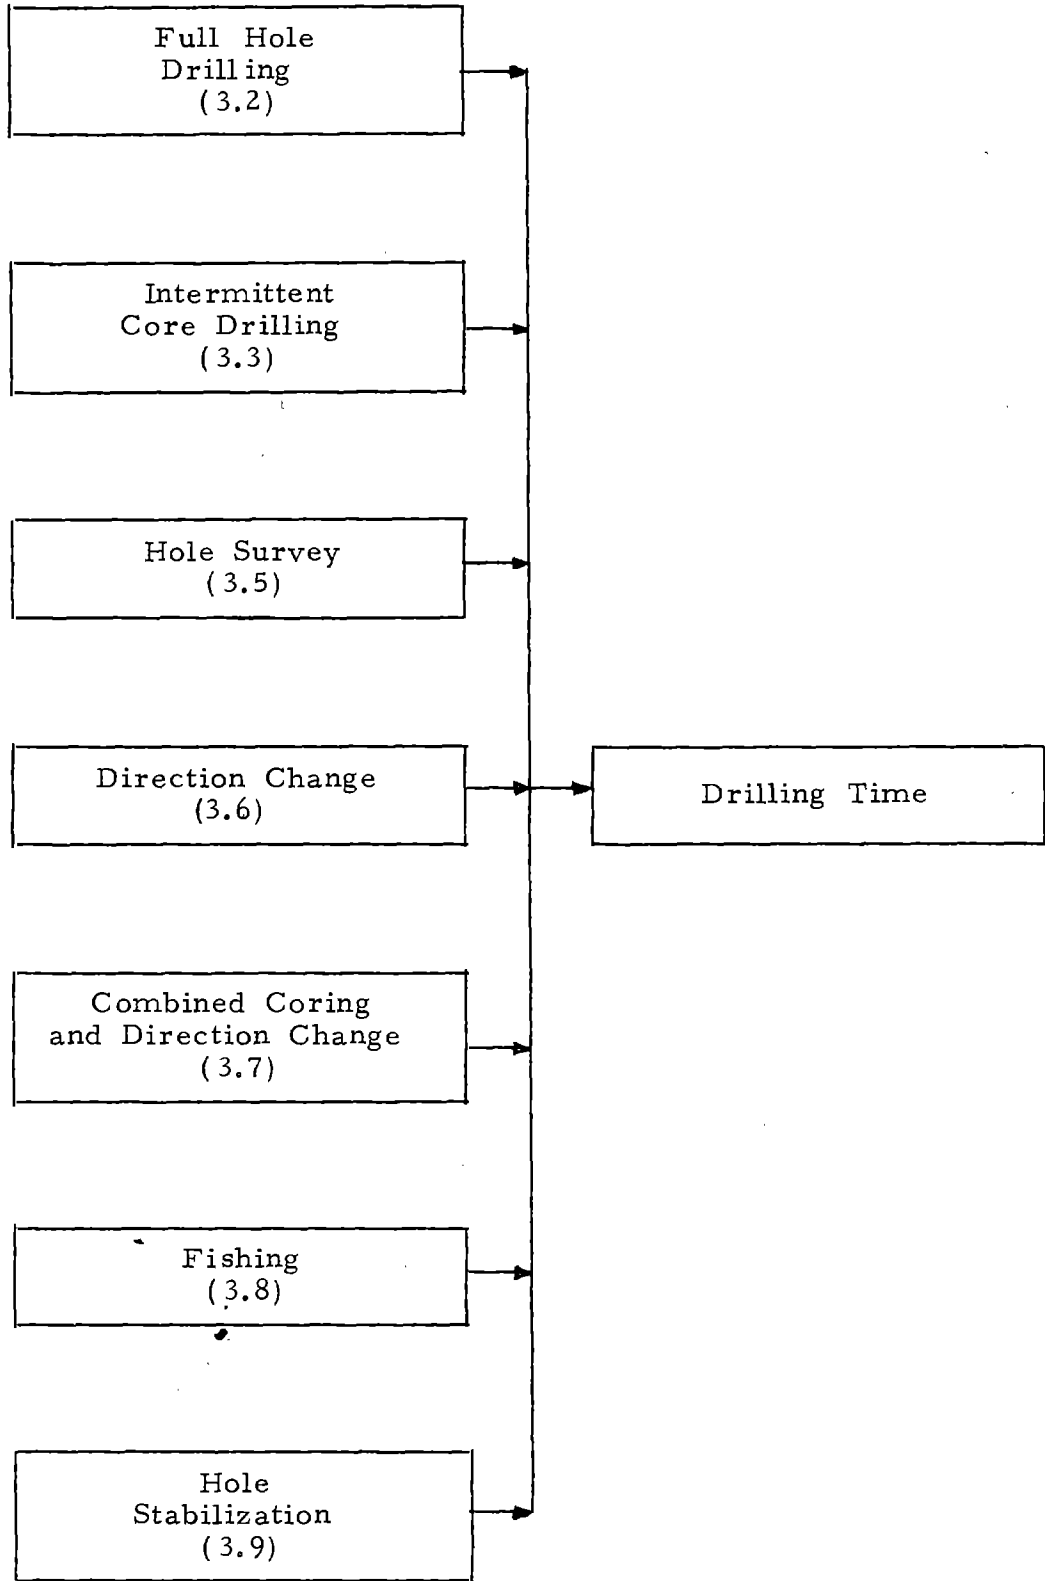 Full Hole
Drilling
(3.2)
Intermittent
Core Drilling
(3.3)
Hole Survey
(3.5)
Direction Change
(3.6)
Drilling Time
Combined Coring
and Direction Change
(3.7)
Fishing
(3.8)
Hole
Stabilization
(3.9)